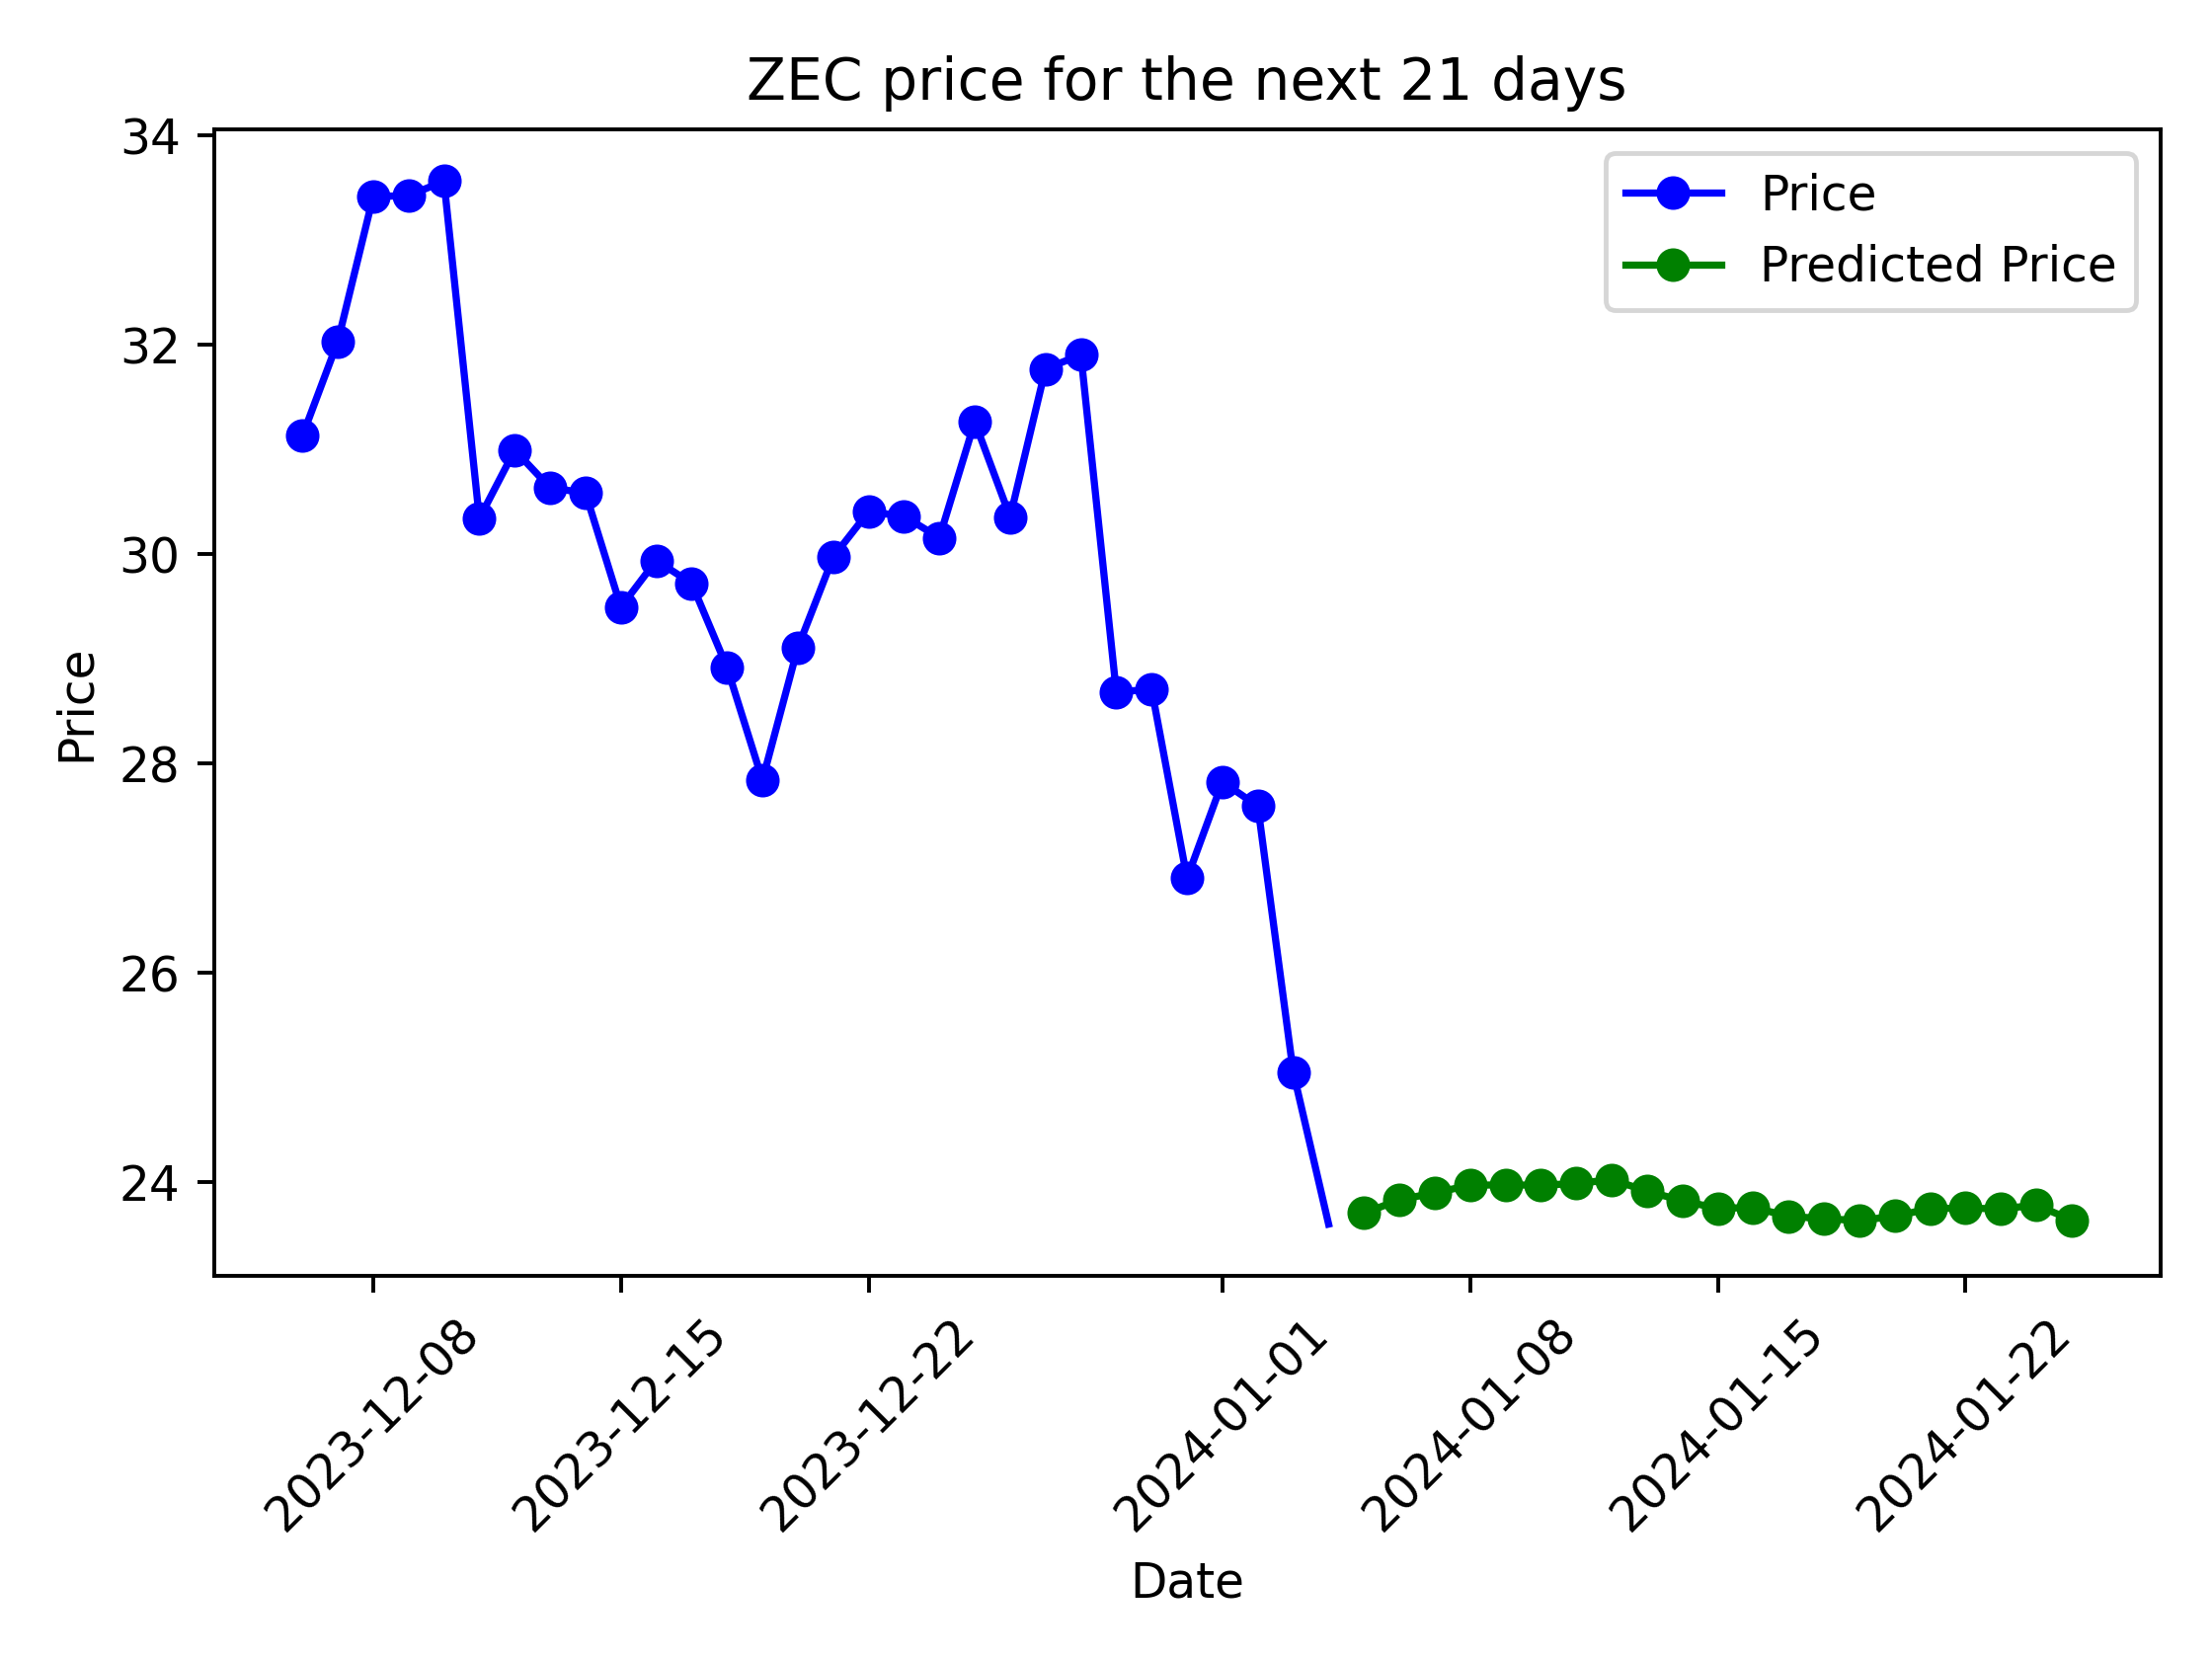 ZEC price for the next 21 days
Price
Predicted Price
34
32
30
28
26
24
Price
2023-12-08
2023-12-15
2023-12-22
2024-01-01
2024-01-08
2024-01-15
2024-01-22
Date